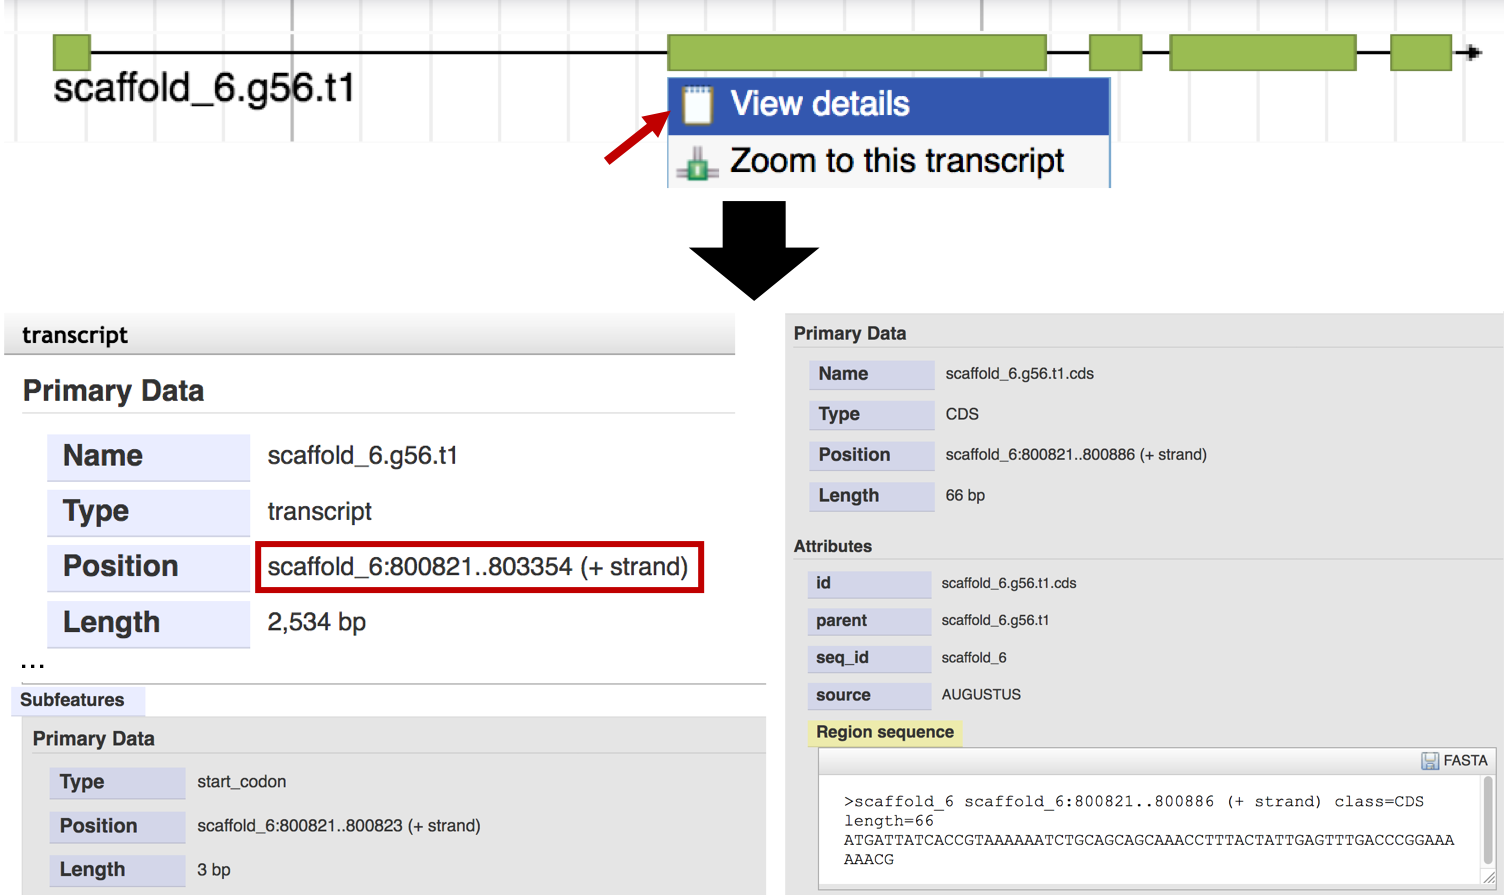 scaffold_6.g56.t1
View details
Zoom to this transcript
transcript
Primary Data
Name scaffold_6.g56.t1
Type transcript
Position scaffold_6:800821..803354 (+ strand)
Length 2,534 bp
...
Subfeatures
Primary Data
Type start_codon
Position scaffold_6:800821..800823 (+ strand)
Length 3 bp
Primary Data
Name scaffold_6.g56.t1.cds
Type CDS
Position scaffold_6:800821..800886 (+ strand)
Length 66 bp
Attributes
id scaffold_6.g56.t1.cds
parent scaffold_6.g56.t1
seq_id scaffold_6
source AUGUSTUS
Region sequence
FASTA
>scaffold_6 scaffold_6:800821..800886 (+ strand) class=CDS
length=66
ATGATTATCACCGTAAAAAATCTGCAGCAGCAAACCTTTACTATTGAGTTTGACCCGGAAA
AAACG